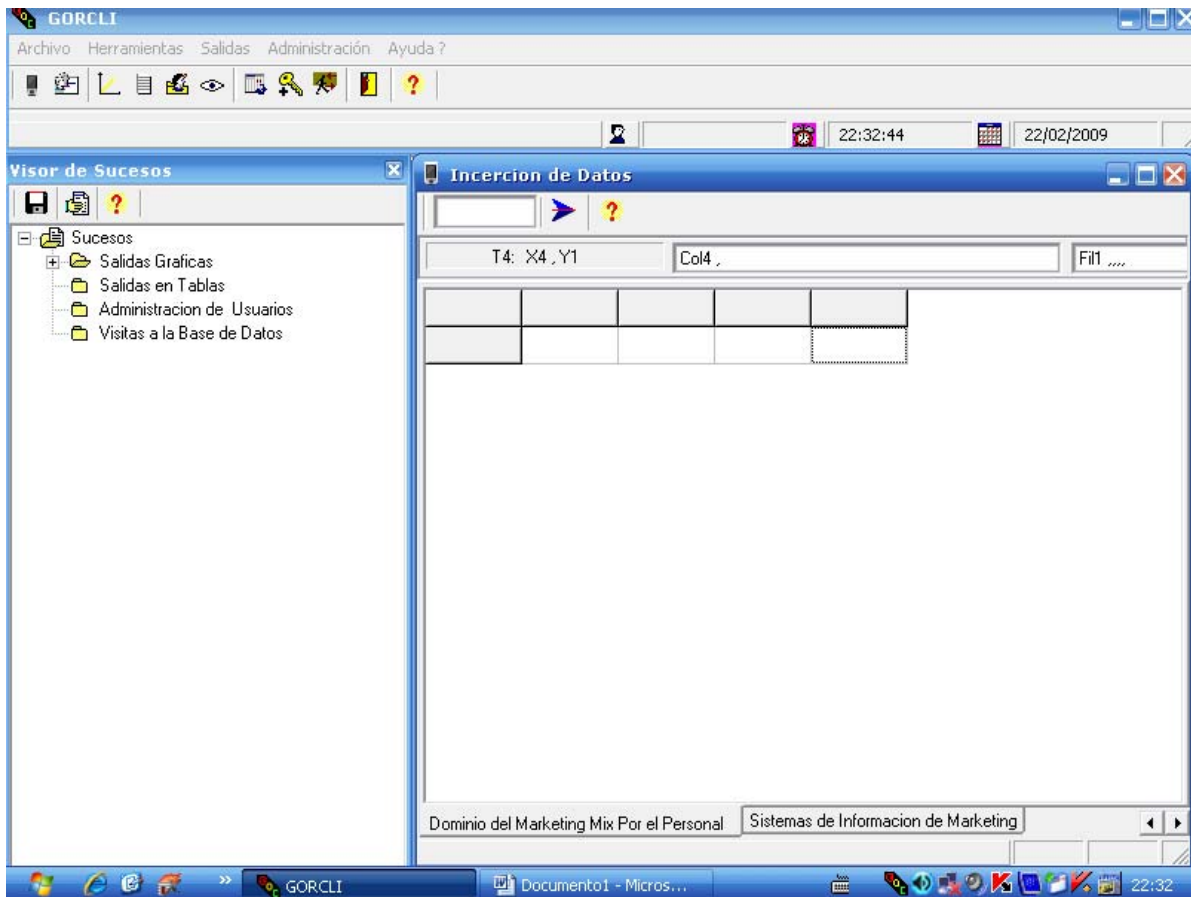 GORCLI
Archivo Herramientas Salidas Administración Ayuda ?
22:32:44 22/02/2009
Visor de Sucesos
Sucesos
Salidas Graficas
Salidas en Tablas
Administracion de Usuarios
Visitas a la Base de Datos
Incercion de Datos
T4: X4 , Y1 Col4 , Fil1 ,,,,
Dominio del Marketing Mix Por el Personal Sistemas de Informacion de Marketing
GORCLI Documento1 - Micros... 22:32